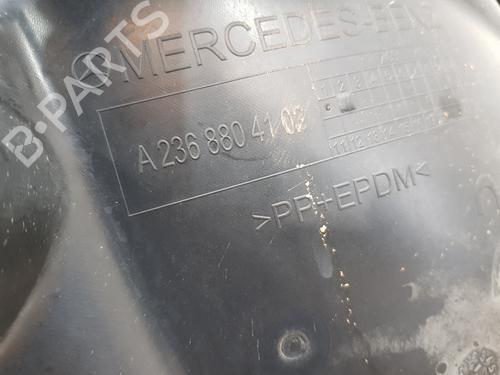 MERCEDES-BENZ
A 236 880 41 02
>PP+EPDM<
B-PARTS